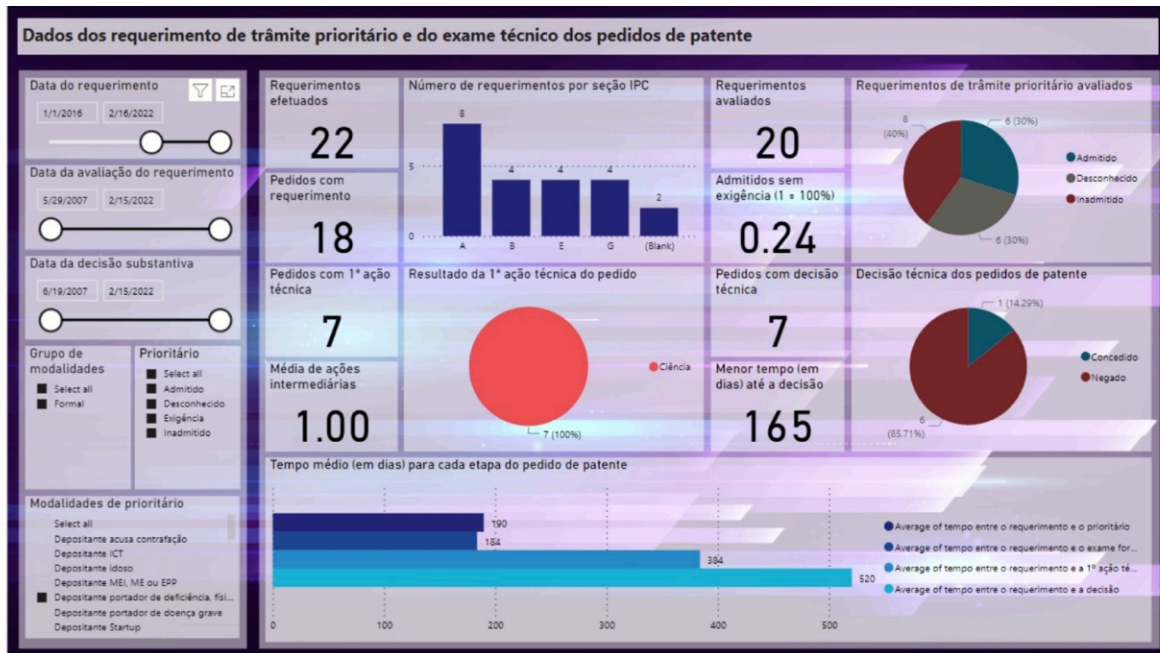 Dados dos requerimento de trâmite prioritário e do exame técnico dos pedidos de patente
Data do requerimento
1/1/2016 2/16/2022
Data da avaliação do requerimento
5/29/2007 2/15/2022
Data da decisão substantiva
6/19/2007 2/15/2022
Grupo de
modalidades
Select all
Formal
Prioritário
Select all
Admitido
Desconhecido
Exigência
Inadmitido
Modalidades de prioritário
Select all
Depositante acusa contrafação
Depositante ICT
Depositante idoso
Depositante MEI, ME ou EPP
Depositante portador de deficiência, físi...
Depositante portador de doença grave
Depositante Startup
Requerimentos
efetuados
22
Pedidos com
requerimento
18
Número de requerimentos por seção IPC
8
4 4 4
2
5
0
A B E G (Blank)
Requerimentos
avaliados
20
Admitidos sem
exigência (1 = 100%)
0.24
Requerimentos de trâmite prioritário avaliados
8
(40%)
6 (30%)
6 (30%)
Admitido
Desconhecido
Inadmitido
Pedidos com 1ª ação
técnica
7
Média de ações
intermediárias
1.00
Resultado da 1ª ação técnica do pedido
7 (100%)
Ciência
Pedidos com decisão
técnica
7
Menor tempo (em
dias) até a decisão
165
Decisão técnica dos pedidos de patente
1 (14.29%)
6
(85.71%)
Concedido
Negado
Tempo médio (em dias) para cada etapa do pedido de patente
190
184
384
520
0 100 200 300 400 500
Average of tempo entre o requerimento e o prioritário
Average of tempo entre o requerimento e o exame for...
Average of tempo entre o requerimento e a 1º ação té...
Average of tempo entre o requerimento e a decisão